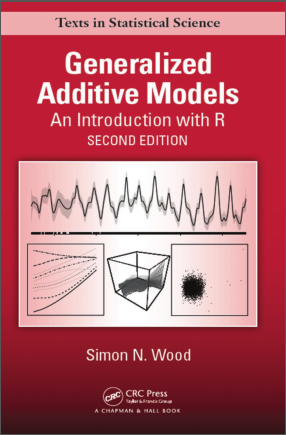 Texts in Statistical Science
Generalized
Additive Models
An Introduction with R
SECOND EDITION
Simon N. Wood
CRC
CRC Press
Taylor & Francis Group
A CHAPMAN & HALL BOOK